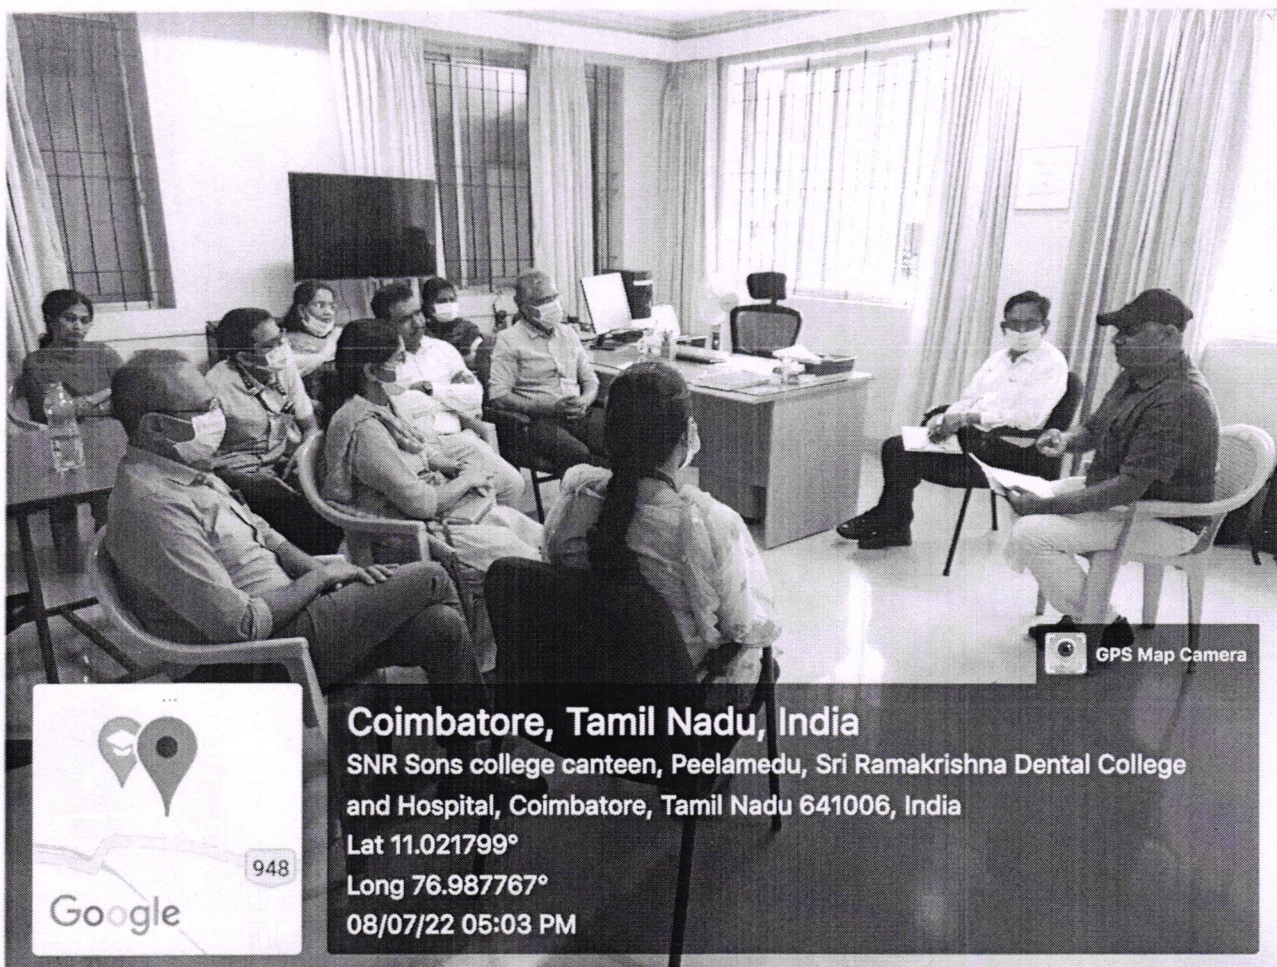 GPS Map Camera
Coimbatore, Tamil Nadu, India
SNR Sons college canteen, Peelamedu, Sri Ramakrishna Dental College
and Hospital, Coimbatore, Tamil Nadu 641006, India
Lat 11.021799°
Long 76.987767°
08/07/22 05:03 PM
948
Google